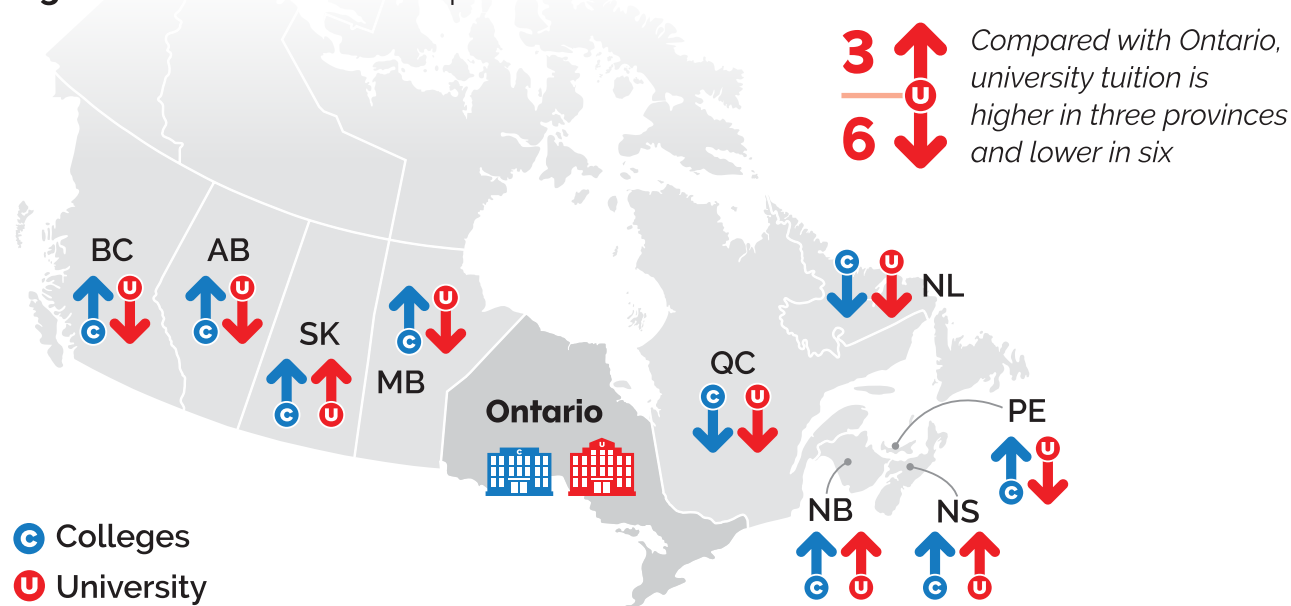 3
U
6
Compared with Ontario,
university tuition is
higher in three provinces
and lower in six
BC
U
C
AB
U
C
SK
C
U
U
C
MB
C
U
NL
QC
C
U
Ontario
C
U
PE
U
C
NB
C
U
NS
C
U
C Colleges
U University